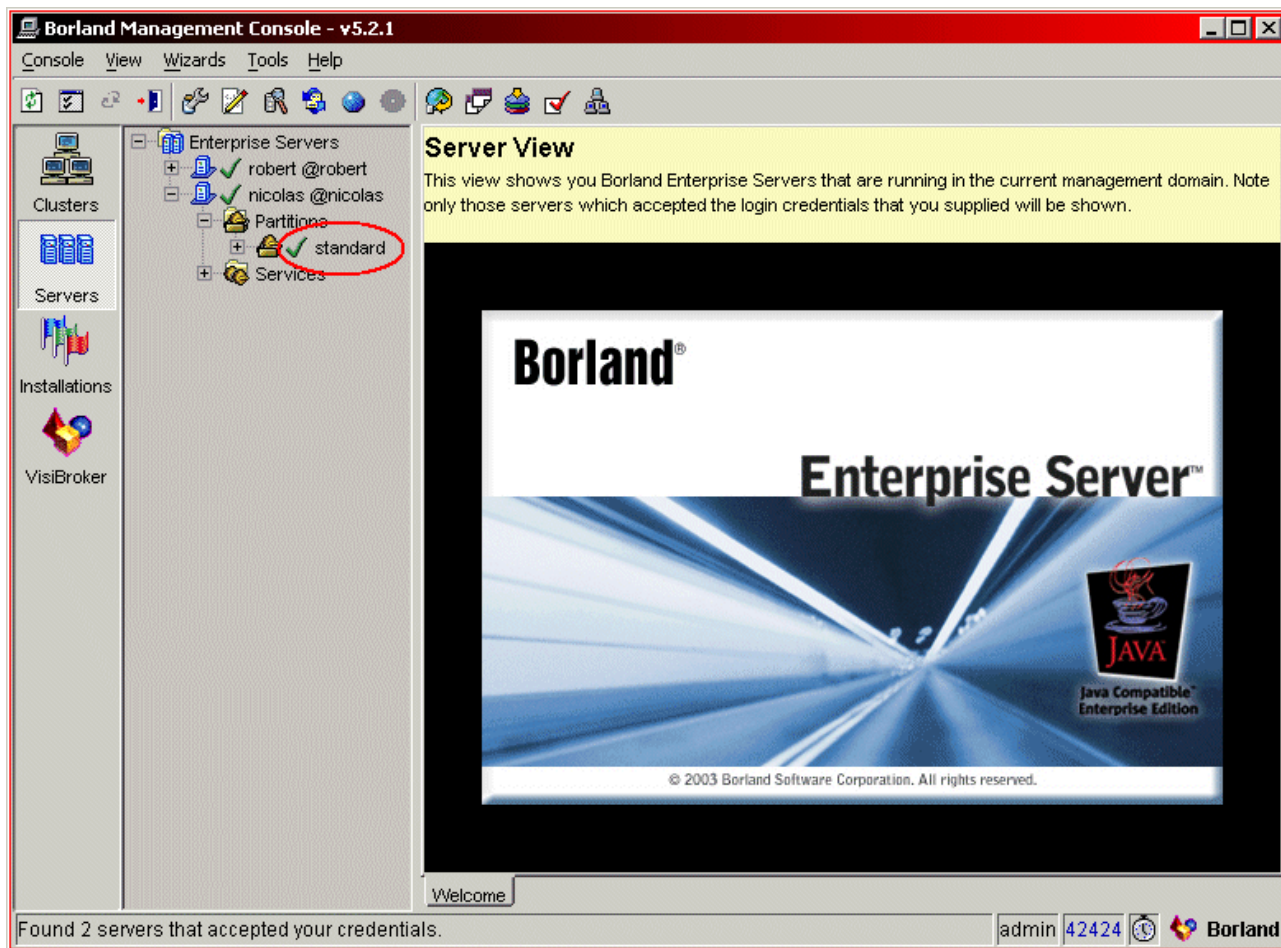 Borland Management Console - v5.2.1
Console View Wizards Tools Help
Clusters
Servers
Installations
VisiBroker
Enterprise Servers
robert @robert
nicolas @nicolas
Partitions
standard
Services
Server View
This view shows you Borland Enterprise Servers that are running in the current management domain. Note
only those servers which accepted the login credentials that you supplied will be shown.
Borland®
Enterprise Server™
JAVA
Java Compatible™
Enterprise Edition
© 2003 Borland Software Corporation. All rights reserved.
Welcome
Found 2 servers that accepted your credentials.
admin 42424 Borland